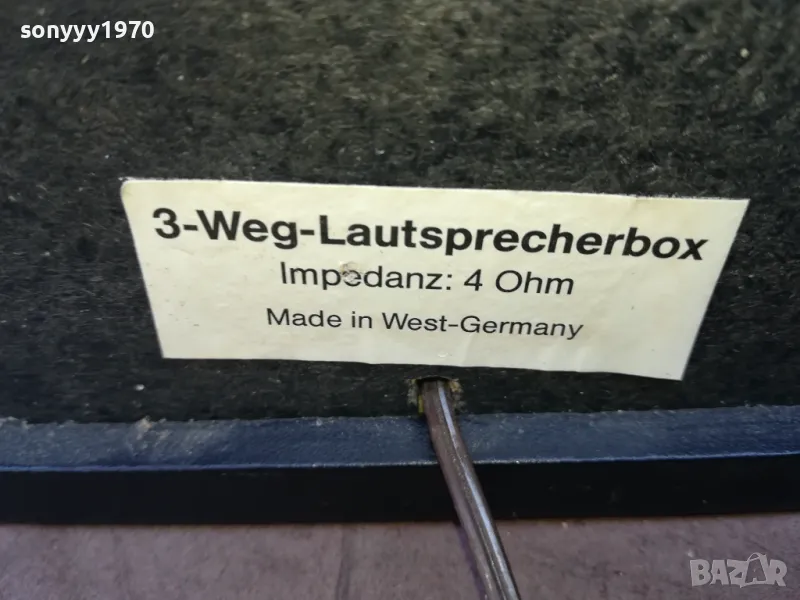 sonyyy1970
3-Weg-Lautsprecherbox
Impedanz: 4 Ohm
Made in West-Germany
BAZAR